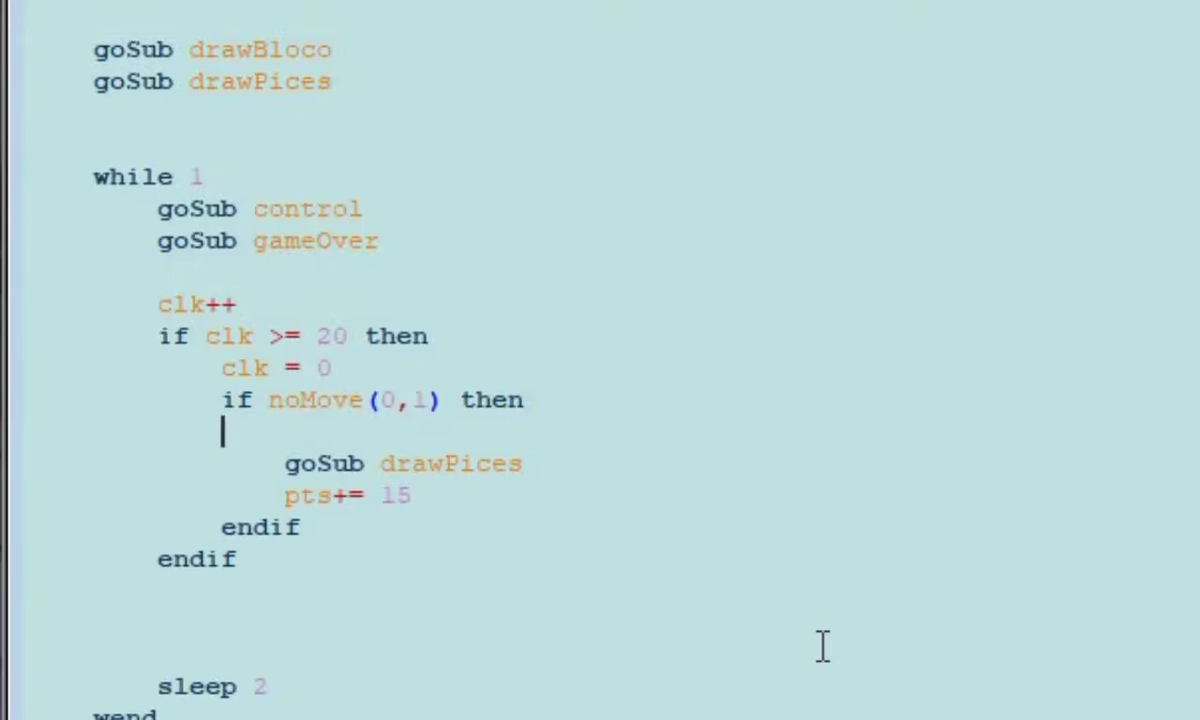 goSub drawBloco
goSub drawPices
while 1
goSub control
goSub gameOver
clk++
if clk >= 20 then
clk = 0
if noMove(0,1) then
goSub drawPices
pts+= 15
endif
endif
sleep 2
wend